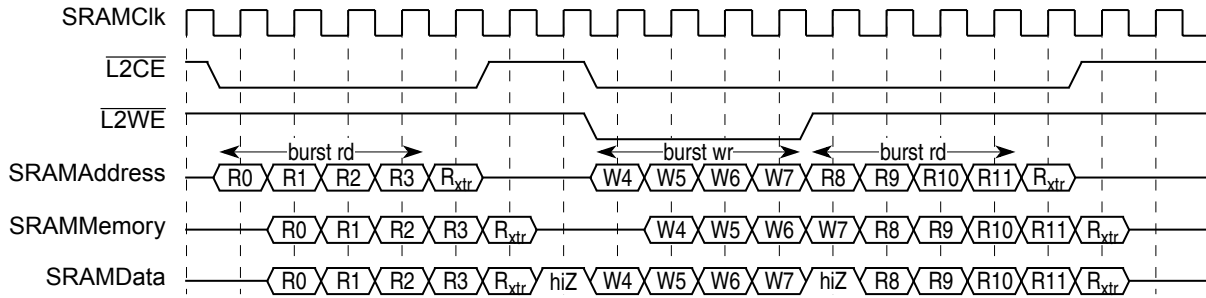 SRAMClk
L2CE
L2WE
burst rd burst wr burst rd
SRAMAddress R0 R1 R2 R3 Rxtr W4 W5 W6 W7 R8 R9 R10 R11 Rxtr
SRAMMemory R0 R1 R2 R3 Rxtr W4 W5 W6 W7 R8 R9 R10 R11 Rxtr
SRAMData R0 R1 R2 R3 Rxtr hiZ W4 W5 W6 W7 hiZ R8 R9 R10 R11 Rxtr